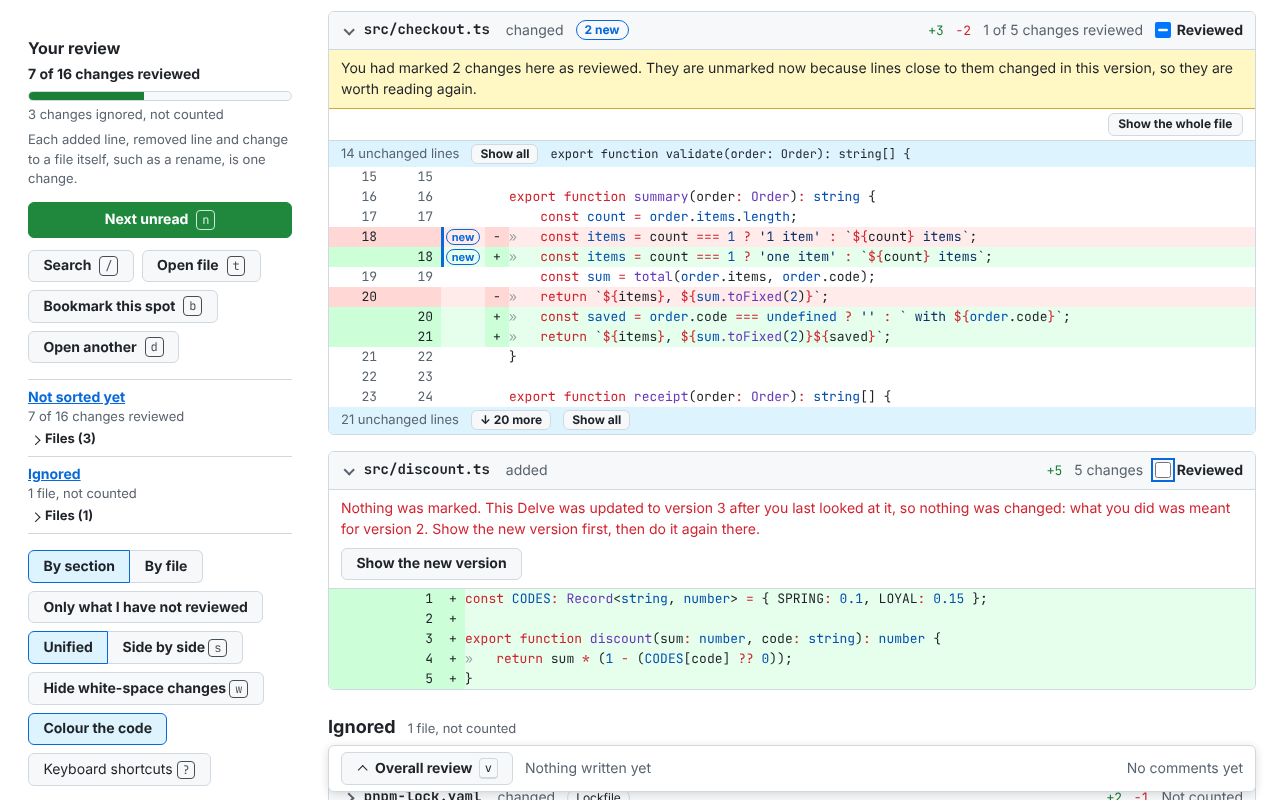 Your review
7 of 16 changes reviewed
3 changes ignored, not counted
Each added line, removed line and change
to a file itself, such as a rename, is one
change.
Next unread n
Search / Open file t
Bookmark this spot b
Open another d
Not sorted yet
7 of 16 changes reviewed
Files (3)
Ignored
1 file, not counted
Files (1)
By section By file
Only what I have not reviewed
Unified Side by side s
Hide white-space changes w
Colour the code
Keyboard shortcuts ?
src/checkout.ts changed 2 new +3 -2 1 of 5 changes reviewed Reviewed
You had marked 2 changes here as reviewed. They are unmarked now because lines close to them changed in this version, so they are
worth reading again.
Show the whole file
14 unchanged lines Show all export function validate(order: Order): string[] {
15 15
16 16 export function summary(order: Order): string {
17 17 const count = order.items.length;
18 new - » const items = count === 1 ? '1 item' : `${count} items`;
18 new + » const items = count === 1 ? 'one item' : `${count} items`;
19 19 const sum = total(order.items, order.code);
20 - » return `${items}, ${sum.toFixed(2)}`;
20 + » const saved = order.code === undefined ? '' : ` with ${order.code}`;
21 + » return `${items}, ${sum.toFixed(2)}${saved}`;
21 22 }
22 23
23 24 export function receipt(order: Order): string[] {
21 unchanged lines ↓ 20 more Show all
src/discount.ts added +5 5 changes Reviewed
Nothing was marked. This Delve was updated to version 3 after you last looked at it, so nothing was changed: what you did was meant
for version 2. Show the new version first, then do it again there.
Show the new version
1 + const CODES: Record<string, number> = { SPRING: 0.1, LOYAL: 0.15 };
2 +
3 + export function discount(sum: number, code: string): number {
4 + » return sum * (1 - (CODES[code] ?? 0));
5 + }
Ignored 1 file, not counted
Overall review v Nothing written yet No comments yet
pnpm-lock.yaml changed Lockfile +2 -1 Not counted